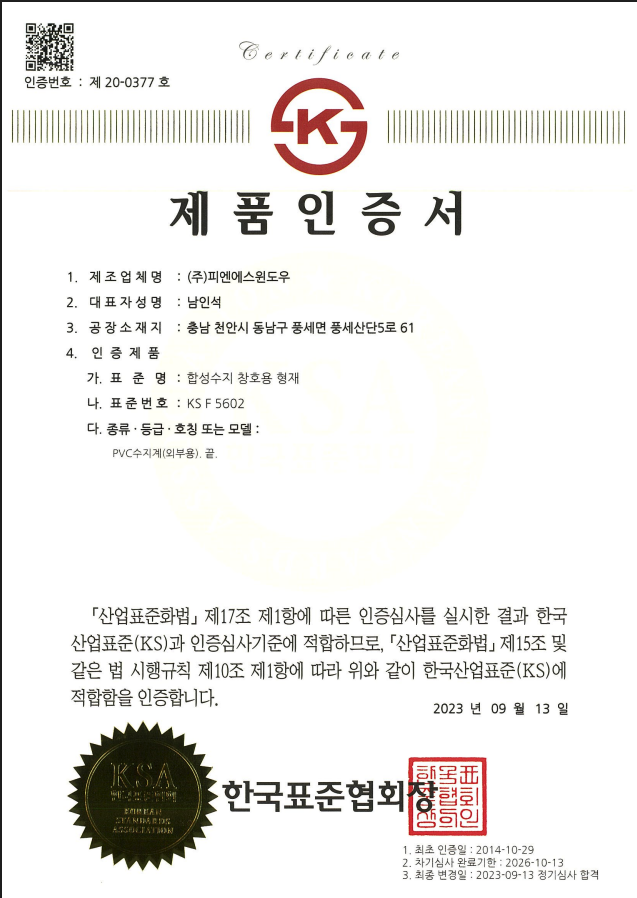 Certificate
인증번호 : 제 20-0377 호
KS
제 품 인 증 서
1. 제 조 업 체 명 : (주)피엔에스윈도우
2. 대 표 자 성 명 : 남인석
3. 공 장 소 재 지 : 충남 천안시 동남구 풍세면 풍세산단5로 61
4. 인 증 제 품
가. 표 준 명 : 합성수지 창호용 형재
나. 표 준 번 호 : KS F 5602
다. 종류 · 등급 · 호칭 또는 모델 :
PVC수지계(외부용). 끝.
「산업표준화법」 제17조 제1항에 따른 인증심사를 실시한 결과 한국
산업표준(KS)과 인증심사기준에 적합하므로, 「산업표준화법」 제15조 및
같은 법 시행규칙 제10조 제1항에 따라 위와 같이 한국산업표준(KS)에
적합함을 인증합니다.
2023 년 09 월 13 일
KSA
한국표준협회
KOREAN
STANDARDS
ASSOCIATION
한국표준협회장
1. 최초 인증일 : 2014-10-29
2. 차기심사 완료기한 : 2026-10-13
3. 최종 변경일 : 2023-09-13 정기심사 합격